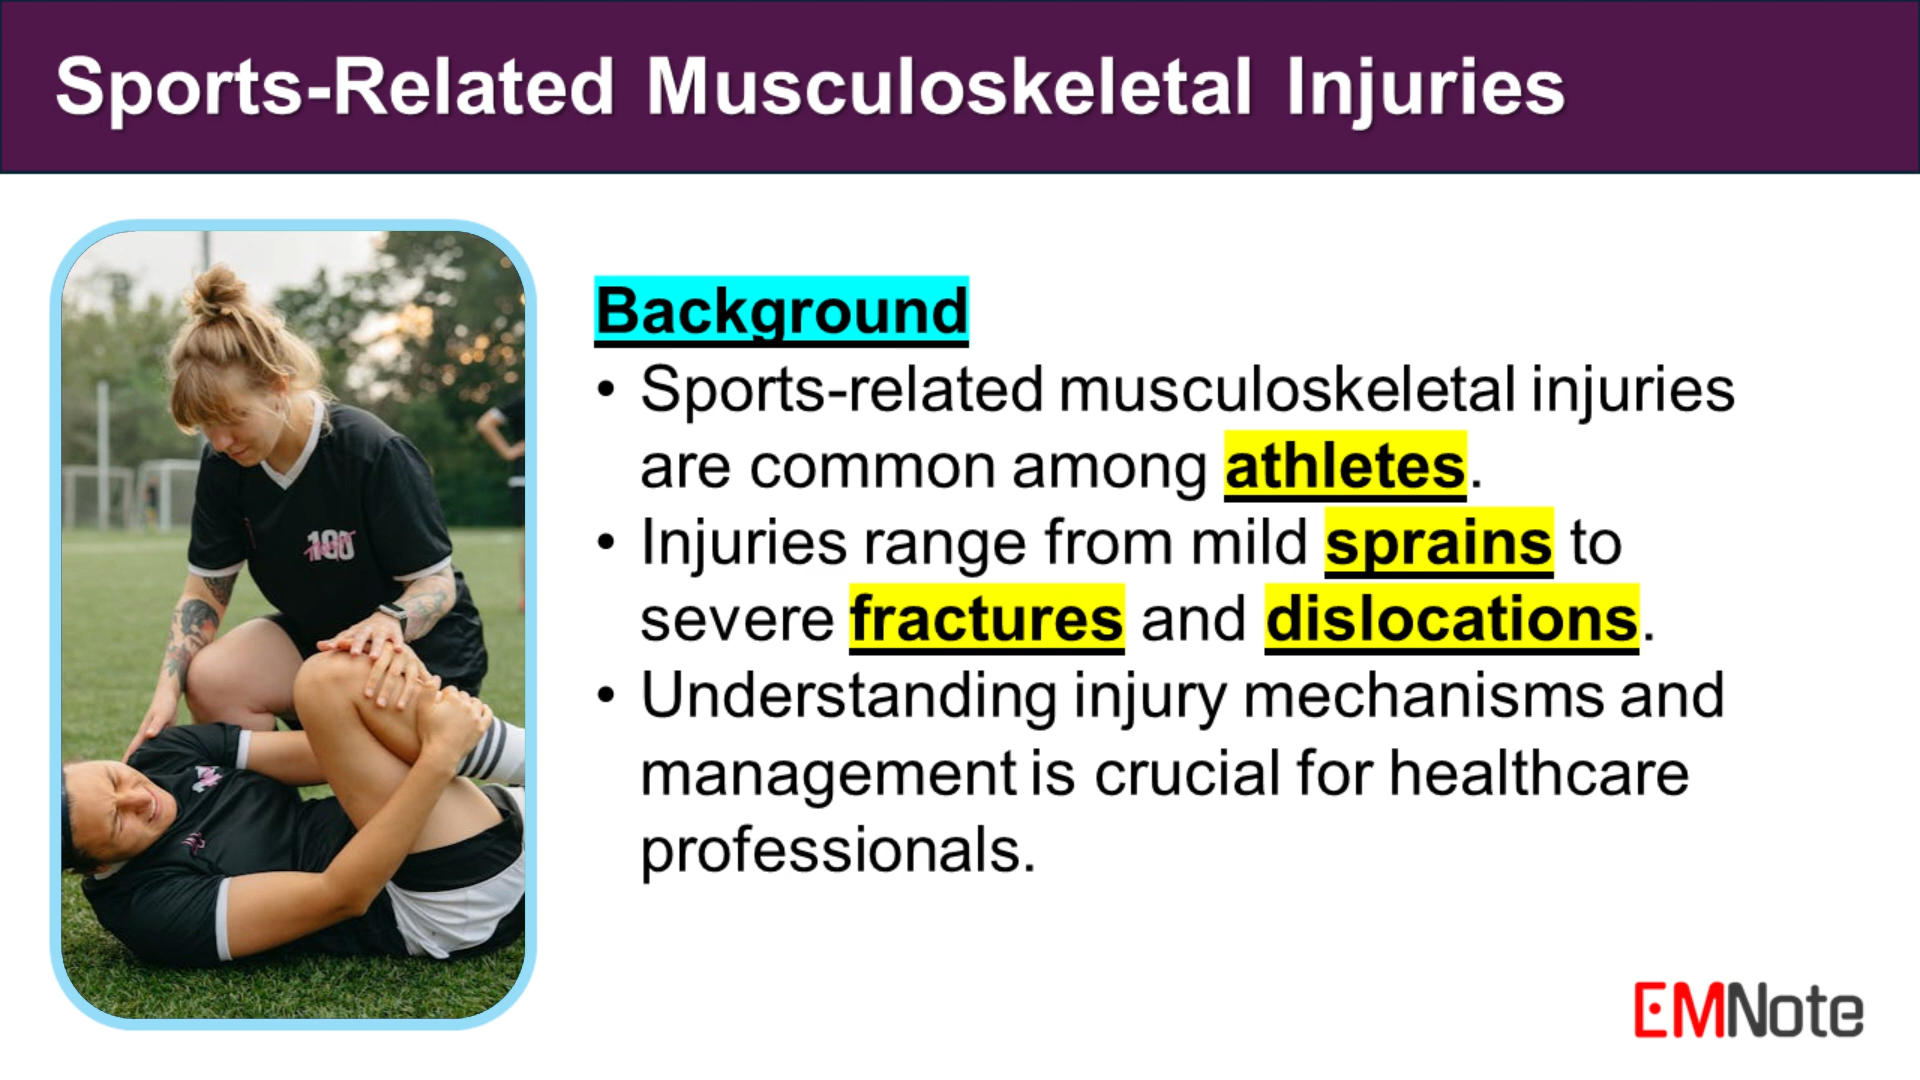 Sports-Related Musculoskeletal Injuries
Background
• Sports-related musculoskeletal injuries
are common among athletes.
• Injuries range from mild sprains to
severe fractures and dislocations.
• Understanding injury mechanisms and
management is crucial for healthcare
professionals.
100
EMNote